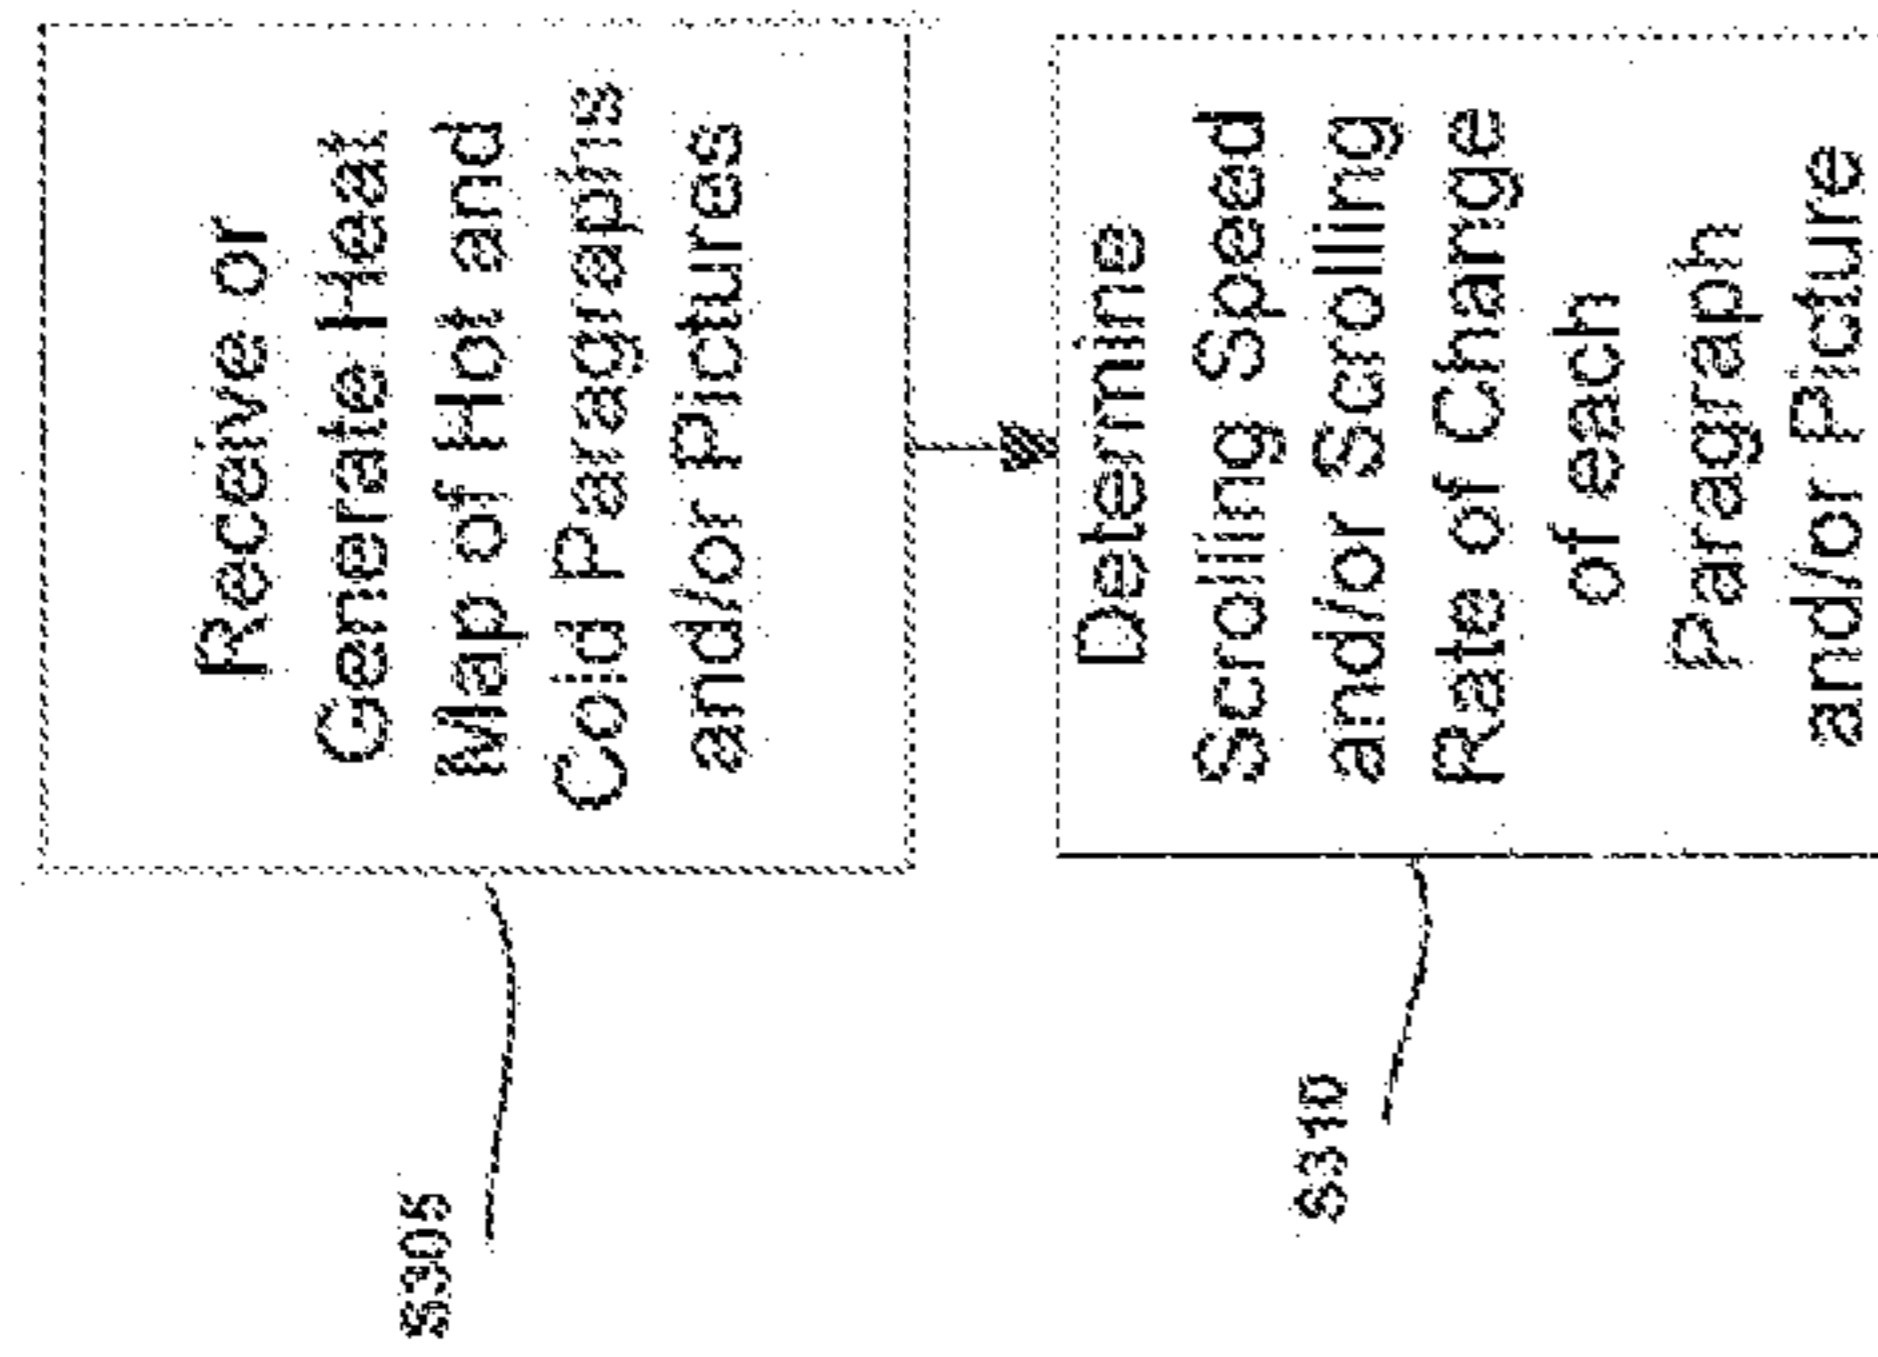 Receive or
Generate Heat
Map of Hot and
Cold Paragraphs
and/or Pictures
S305
Determine
Scrolling Speed
and/or Scrolling
Rate of Change
of each
Paragraph
and/or Picture
S310